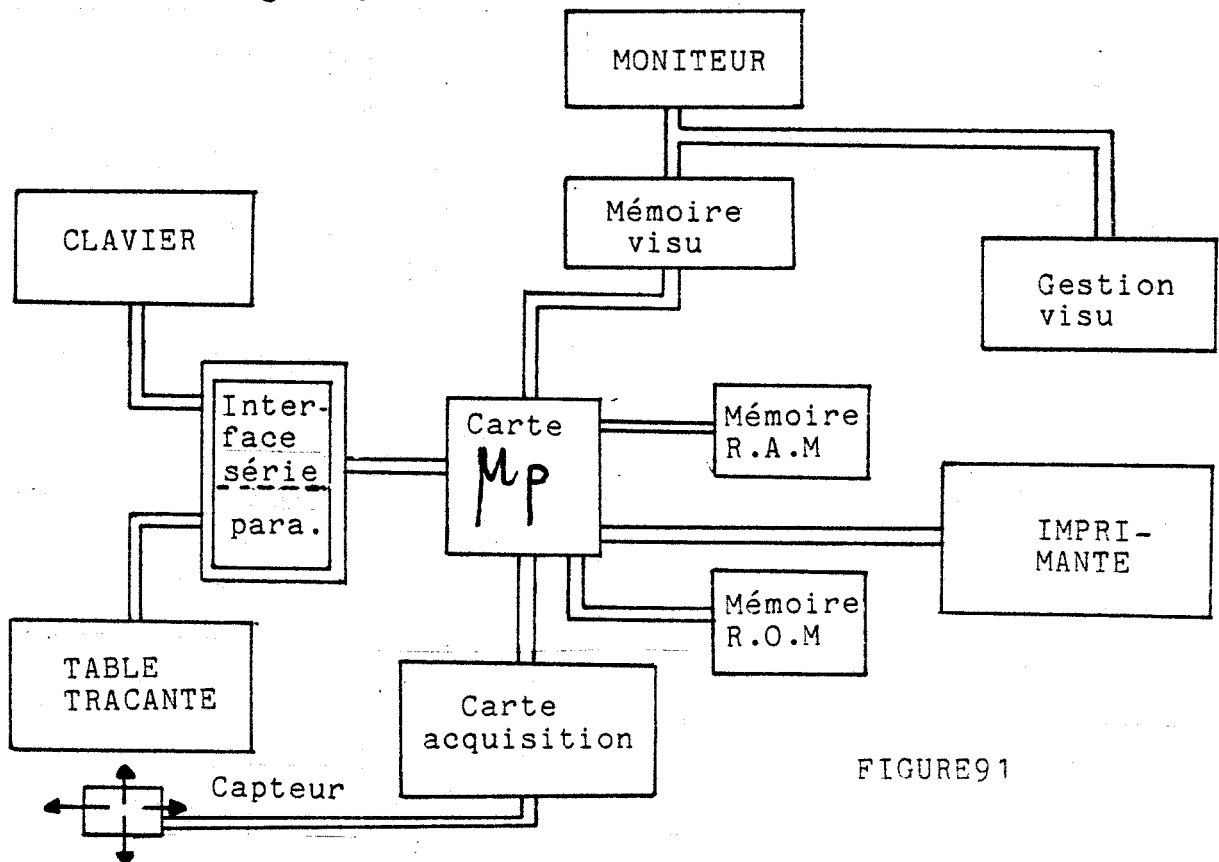 MONITEUR
Mémoire
visu
CLAVIER
Gestion
visu
Inter-
face
série
para.
Carte
Mp
Mémoire
R.A.M
IMPRI-
MANTE
Mémoire
R.O.M
TABLE
TRACANTE
Carte
acquisition
Capteur
FIGURE91